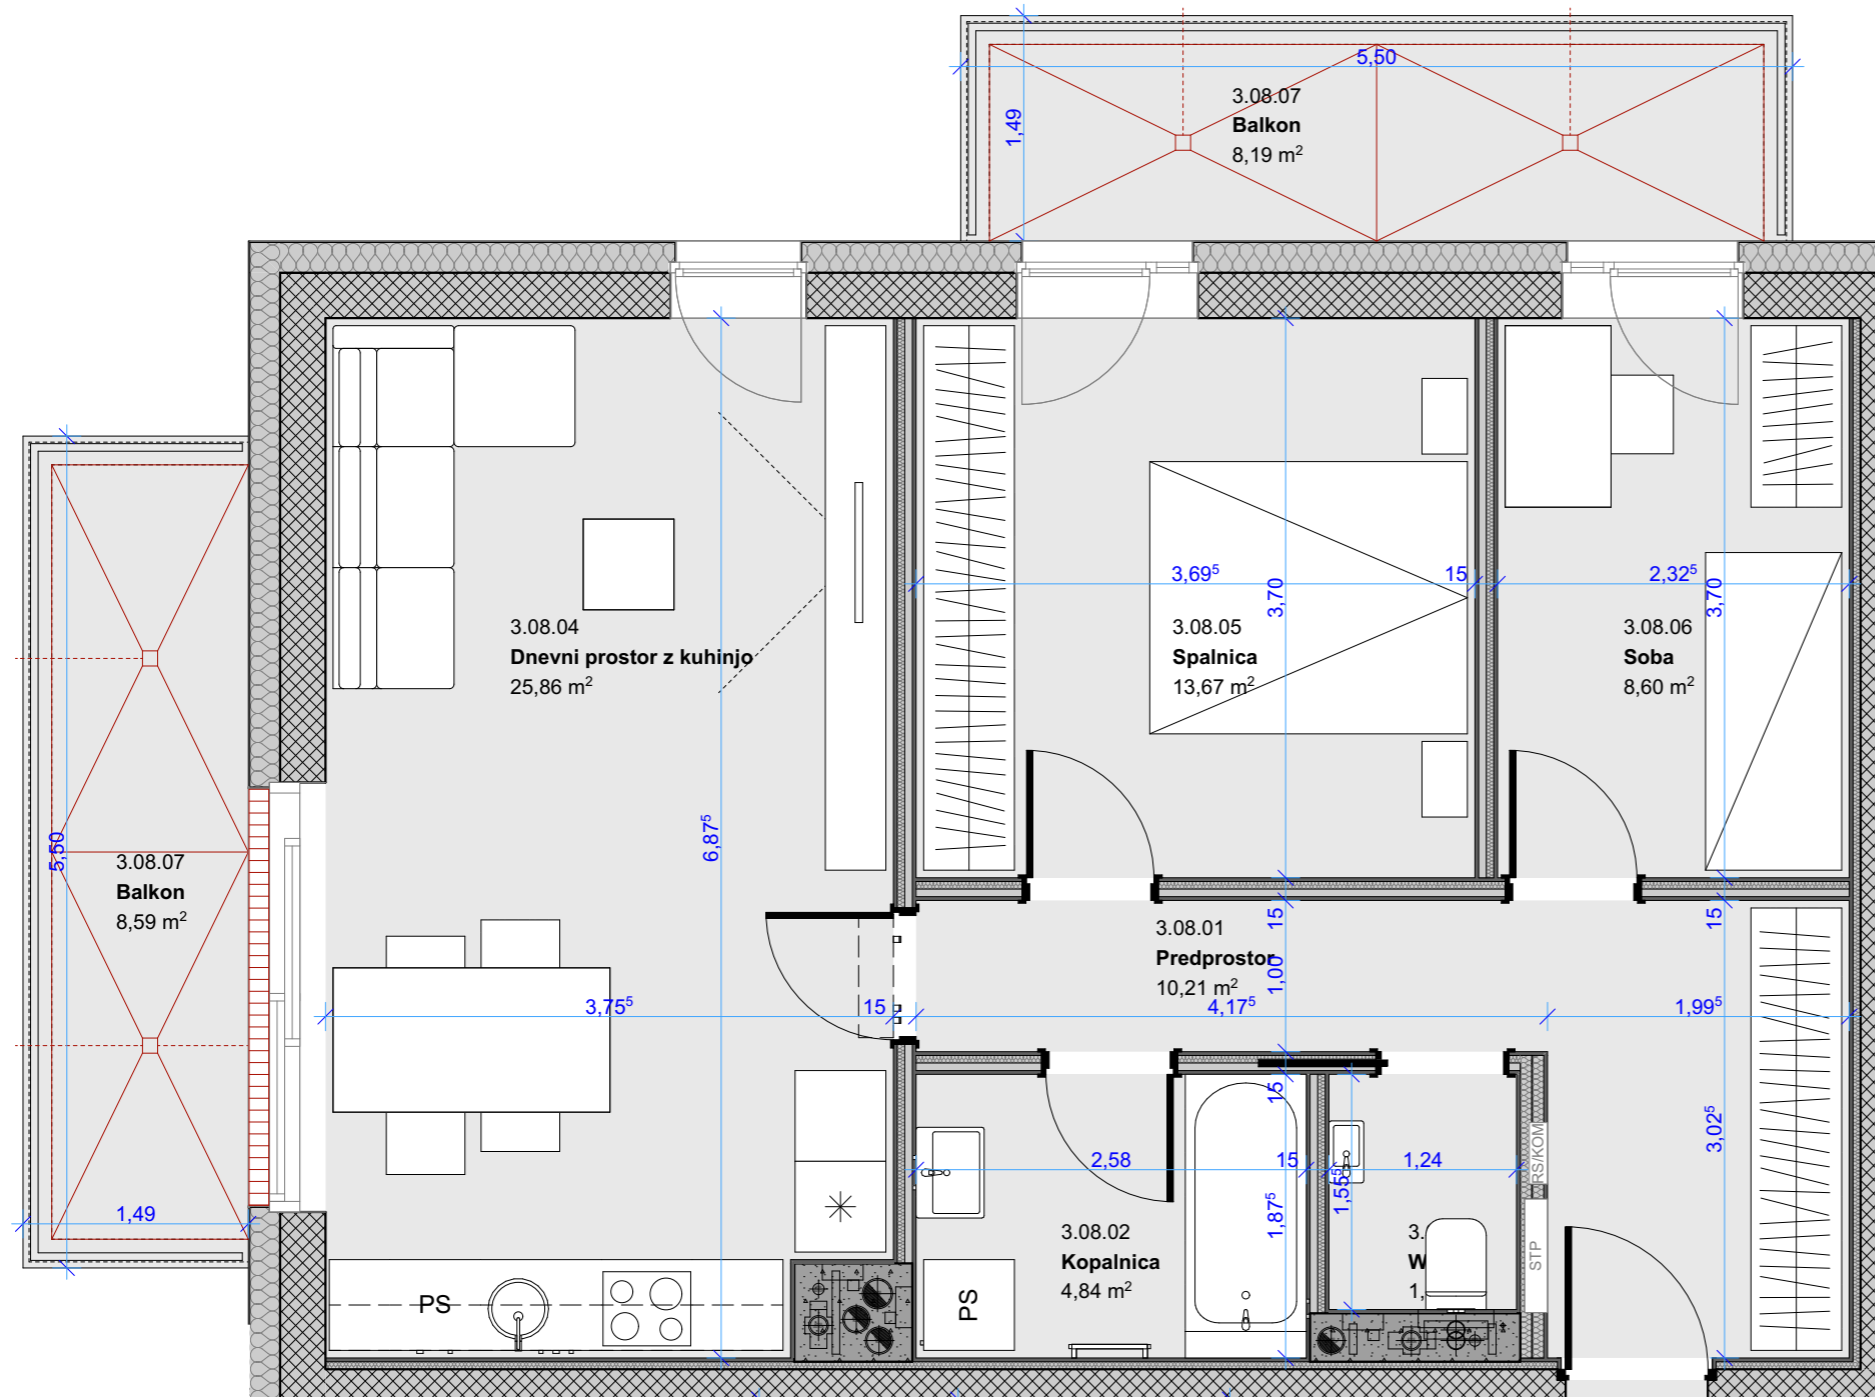 5,50
1,49
3.08.07
Balkon
8,19 m²
3.08.04
Dnevni prostor z kuhinjo
25,86 m²
6,87⁵
3,69⁵
15
3,70
3.08.05
Spalnica
13,67 m²
2,32⁵
3,70
3.08.06
Soba
8,60 m²
5,50
3.08.07
Balkon
8,59 m²
1,49
3,75⁵
15
3.08.01
Predprostor
10,21 m²
15
1,00
4,17⁵
15
1,99⁵
3,02⁵
15
2,58
15
1,87⁵
3.08.02
Kopalnica
4,84 m²
PS
1,55⁵
1,24
3.
W
1,
RS/KOM
STP
PS